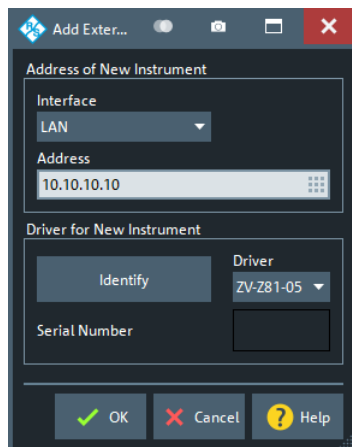 Add Exter...
Address of New Instrument
Interface
LAN
Address
10.10.10.10
Driver for New Instrument
Identify
Driver
ZV-Z81-05
Serial Number
OK
Cancel
? Help